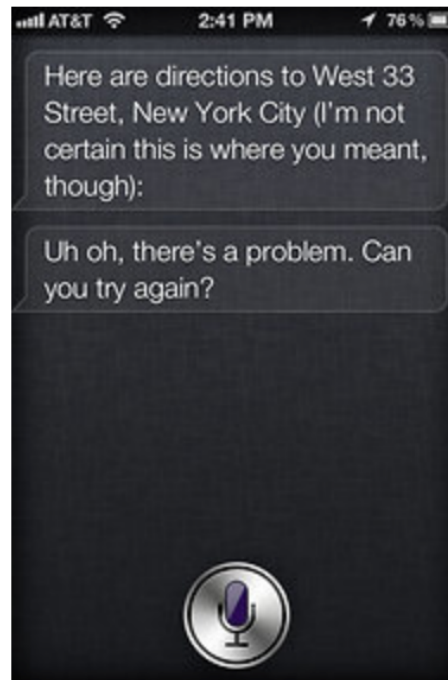 AT&T 2:41 PM 76%
Here are directions to West 33
Street, New York City (I'm not
certain this is where you meant,
though):
Uh oh, there's a problem. Can
you try again?